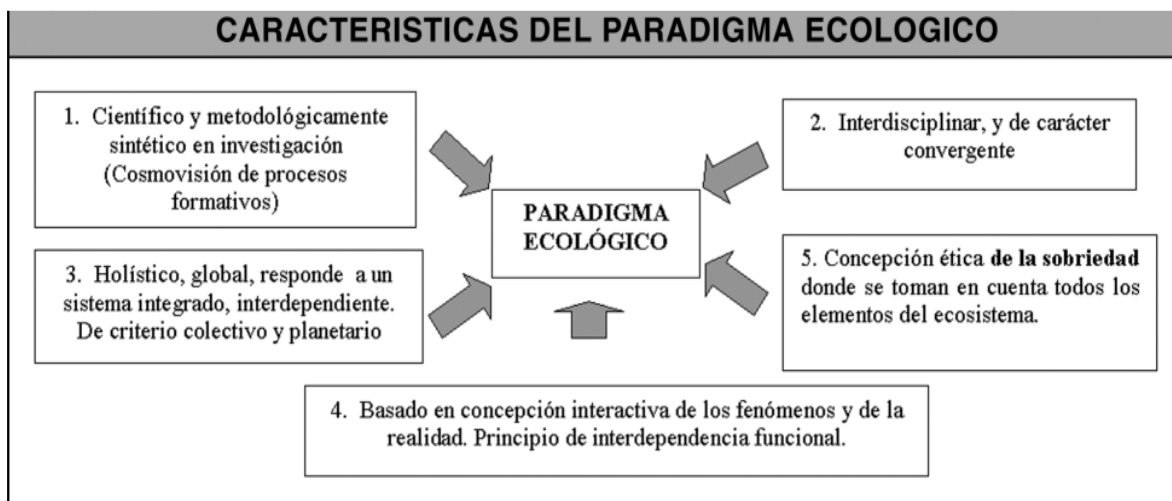 CARACTERISTICAS DEL PARADIGMA ECOLOGICO
1. Científico y metodológicamente
sintético en investigación
(Cosmovisión de procesos
formativos)
2. Interdisciplinar, y de carácter
convergente
PARADIGMA
ECOLÓGICO
3. Holístico, global, responde a un
sistema integrado, interdependiente.
De criterio colectivo y planetario
5. Concepción ética de la sobriedad
donde se toman en cuenta todos los
elementos del ecosistema.
4. Basado en concepción interactiva de los fenómenos y de la
realidad. Principio de interdependencia funcional.